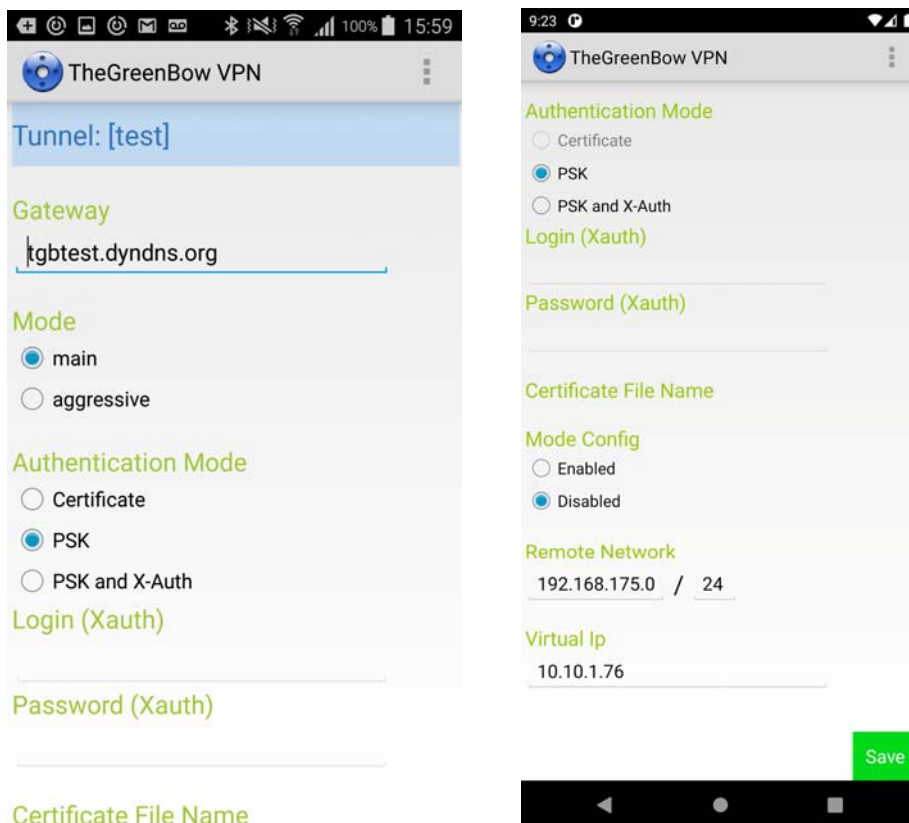 100% 15:59
TheGreenBow VPN
Tunnel: [test]
Gateway
tgbtest.dyndns.org
Mode
main
aggressive
Authentication Mode
Certificate
PSK
PSK and X-Auth
Login (Xauth)
Password (Xauth)
Certificate File Name
9:23
TheGreenBow VPN
Authentication Mode
Certificate
PSK
PSK and X-Auth
Login (Xauth)
Password (Xauth)
Certificate File Name
Mode Config
Enabled
Disabled
Remote Network
192.168.175.0 / 24
Virtual Ip
10.10.1.76
Save